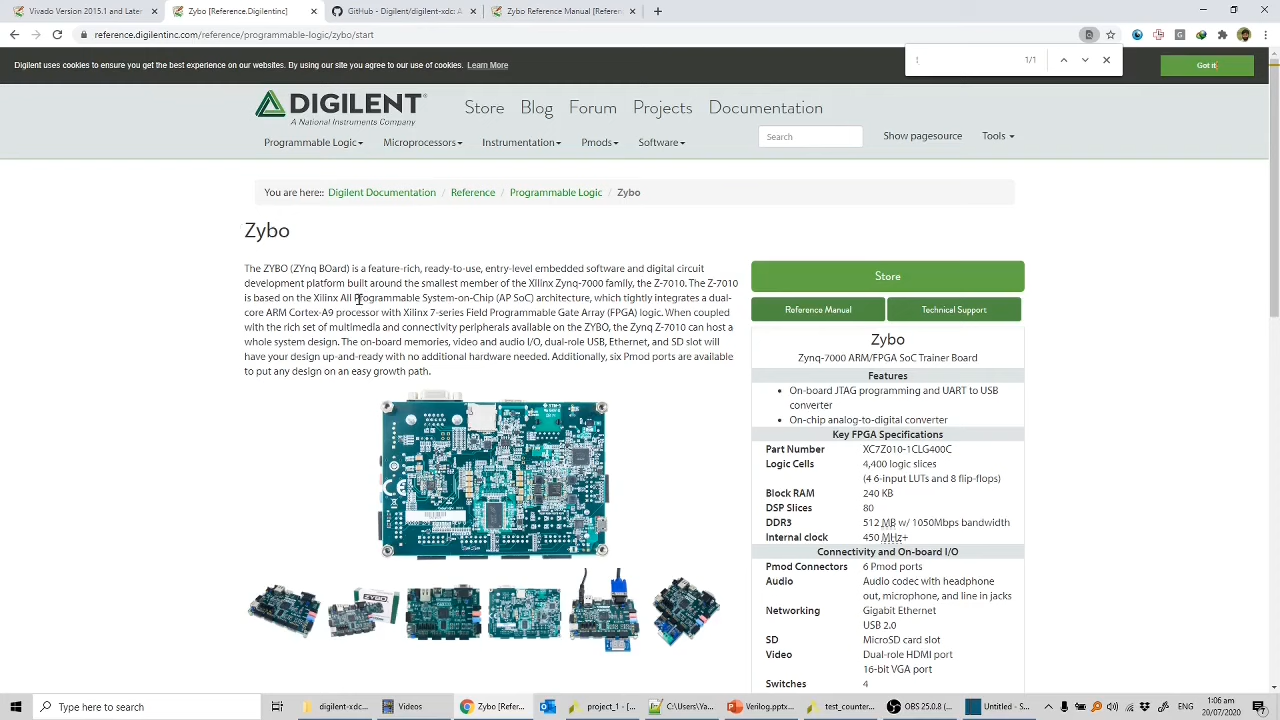 Vivado Version 2015.1 and Later
Zybo [Reference.Digilentinc]
GitHub - Digilent/digilent-xdc: A
Zybo Reference Manual [Referen
reference.digilentinc.com/reference/programmable-logic/zybo/start
1/1
Digilent uses cookies to ensure you get the best experience on our websites. By using our site you agree to our use of cookies. Learn More
Got it!
DIGILENT
A National Instruments Company
Store Blog Forum Projects Documentation
Programmable Logic Microprocessors Instrumentation Pmods Software
Search
Show pagesource Tools
You are here:: Digilent Documentation / Reference / Programmable Logic / Zybo
Zybo
The ZYBO (ZYnq BOard) is a feature-rich, ready-to-use, entry-level embedded software and digital circuit
development platform built around the smallest member of the Xilinx Zynq-7000 family, the Z-7010. The Z-7010
is based on the Xilinx All Programmable System-on-Chip (AP SoC) architecture, which tightly integrates a dual-
core ARM Cortex-A9 processor with Xilinx 7-series Field Programmable Gate Array (FPGA) logic. When coupled
with the rich set of multimedia and connectivity peripherals available on the ZYBO, the Zynq Z-7010 can host a
whole system design. The on-board memories, video and audio I/O, dual-role USB, Ethernet, and SD slot will
have your design up-and-ready with no additional hardware needed. Additionally, six Pmod ports are available
to put any design on an easy growth path.
Store
Reference Manual Technical Support
Zybo
Zynq-7000 ARM/FPGA SoC Trainer Board
Features
• On-board JTAG programming and UART to USB
converter
• On-chip analog-to-digital converter
Key FPGA Specifications
Part Number XC7Z010-1CLG400C
Logic Cells 4,400 logic slices
(4 6-input LUTs and 8 flip-flops)
Block RAM 240 KB
DSP Slices 80
DDR3 512 MB w/ 1050Mbps bandwidth
Internal clock 450 MHz+
Connectivity and On-board I/O
Pmod Connectors 6 Pmod ports
Audio Audio codec with headphone
out, microphone, and line in jacks
Networking Gigabit Ethernet
USB 2.0
SD MicroSD card slot
Video Dual-role HDMI port
16-bit VGA port
Switches 4
Type here to search
digilent-xdc-...
Videos
Zybo [Refere...
project_1 - [C...
C:\Users\Yo...
Verilog.pptx...
test_counter...
OBS 25.0.8 (...
Untitled - S...
ENG
1:06 am
20/07/2020